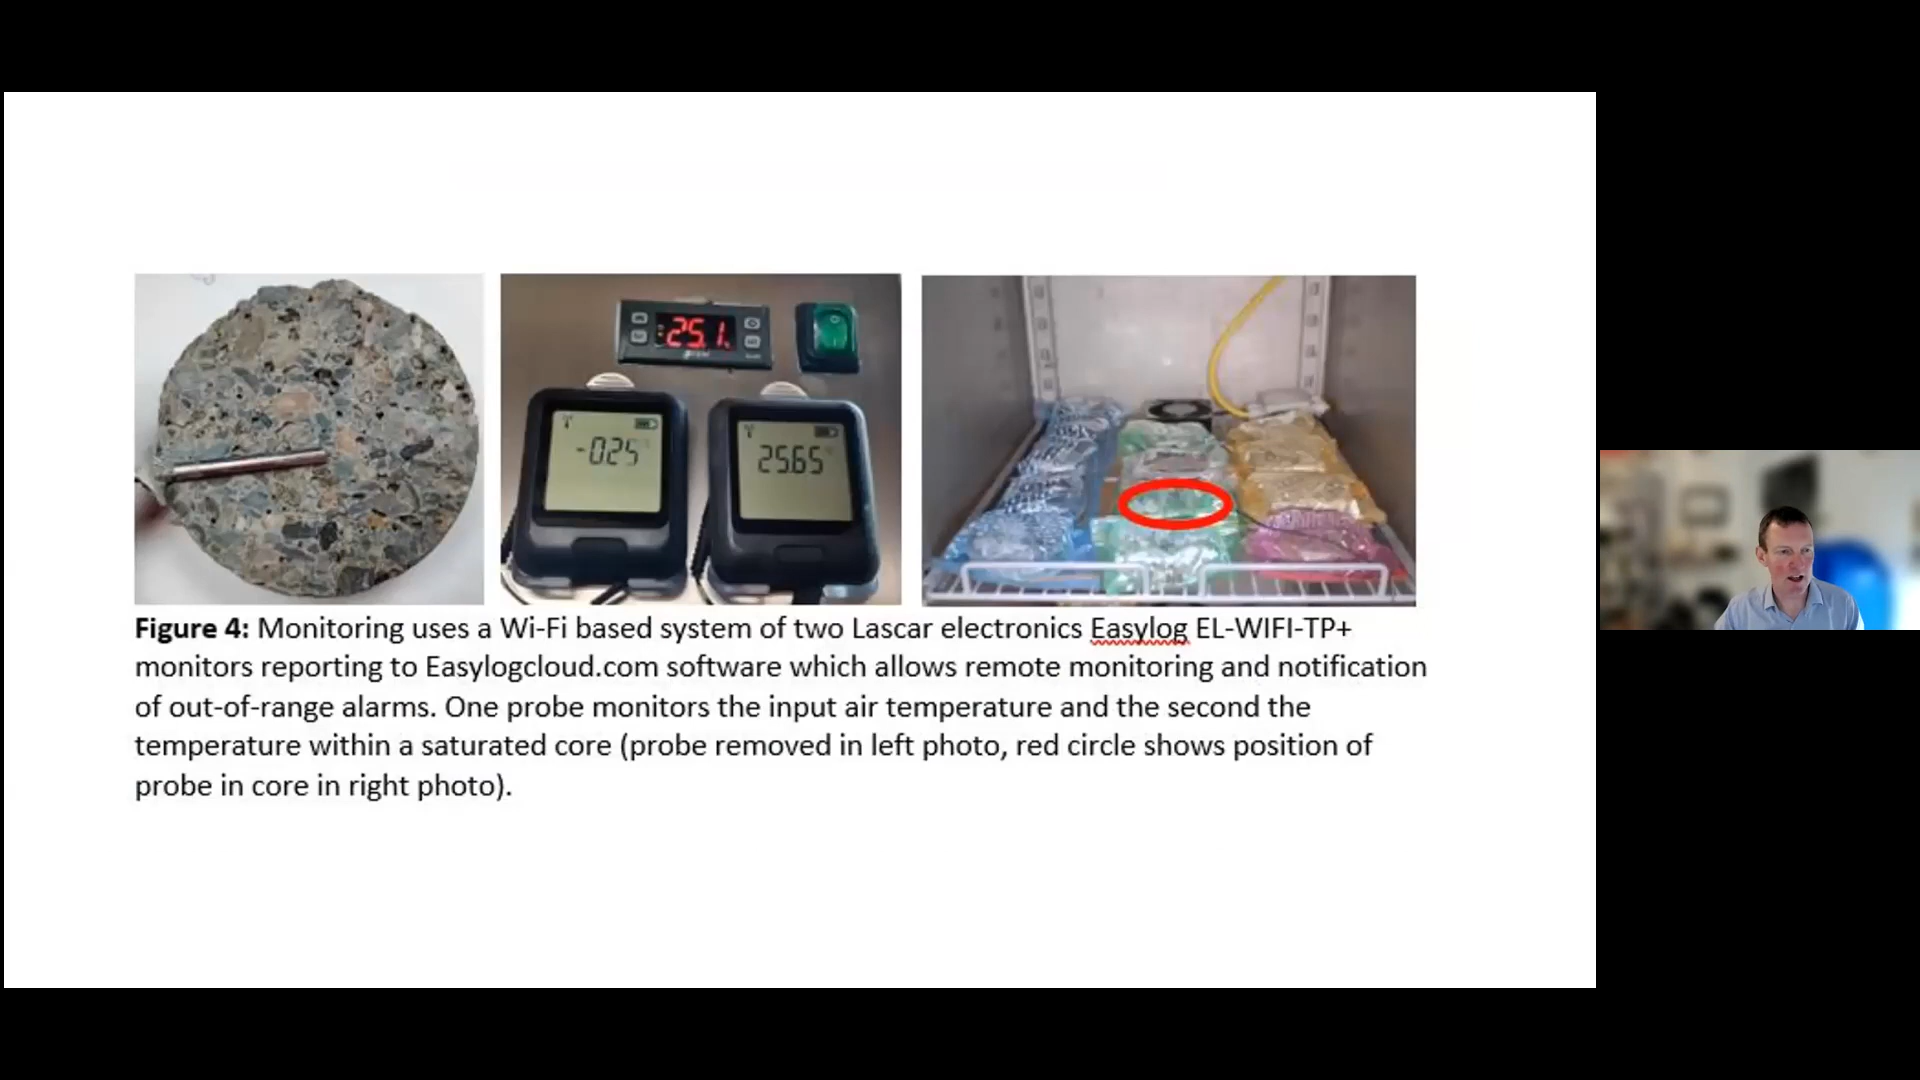 25.1
-025
25.65
Figure 4: Monitoring uses a Wi-Fi based system of two Lascar electronics Easylog EL-WIFI-TP+
monitors reporting to Easylogcloud.com software which allows remote monitoring and notification
of out-of-range alarms. One probe monitors the input air temperature and the second the
temperature within a saturated core (probe removed in left photo, red circle shows position of
probe in core in right photo).